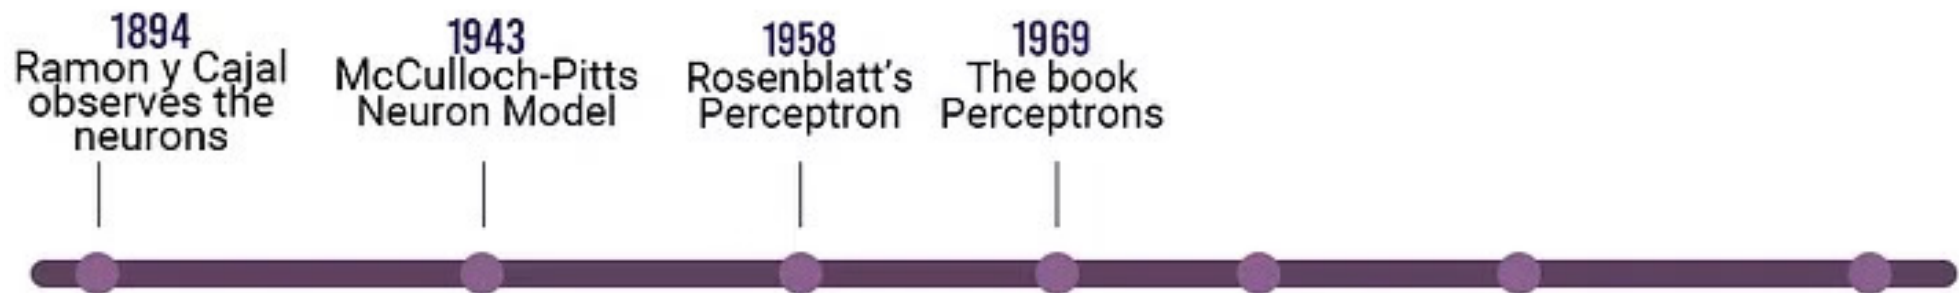 1894
Ramon y Cajal
observes the
neurons
1943
McCulloch-Pitts
Neuron Model
1958
Rosenblatt's
Perceptron
1969
The book
Perceptrons